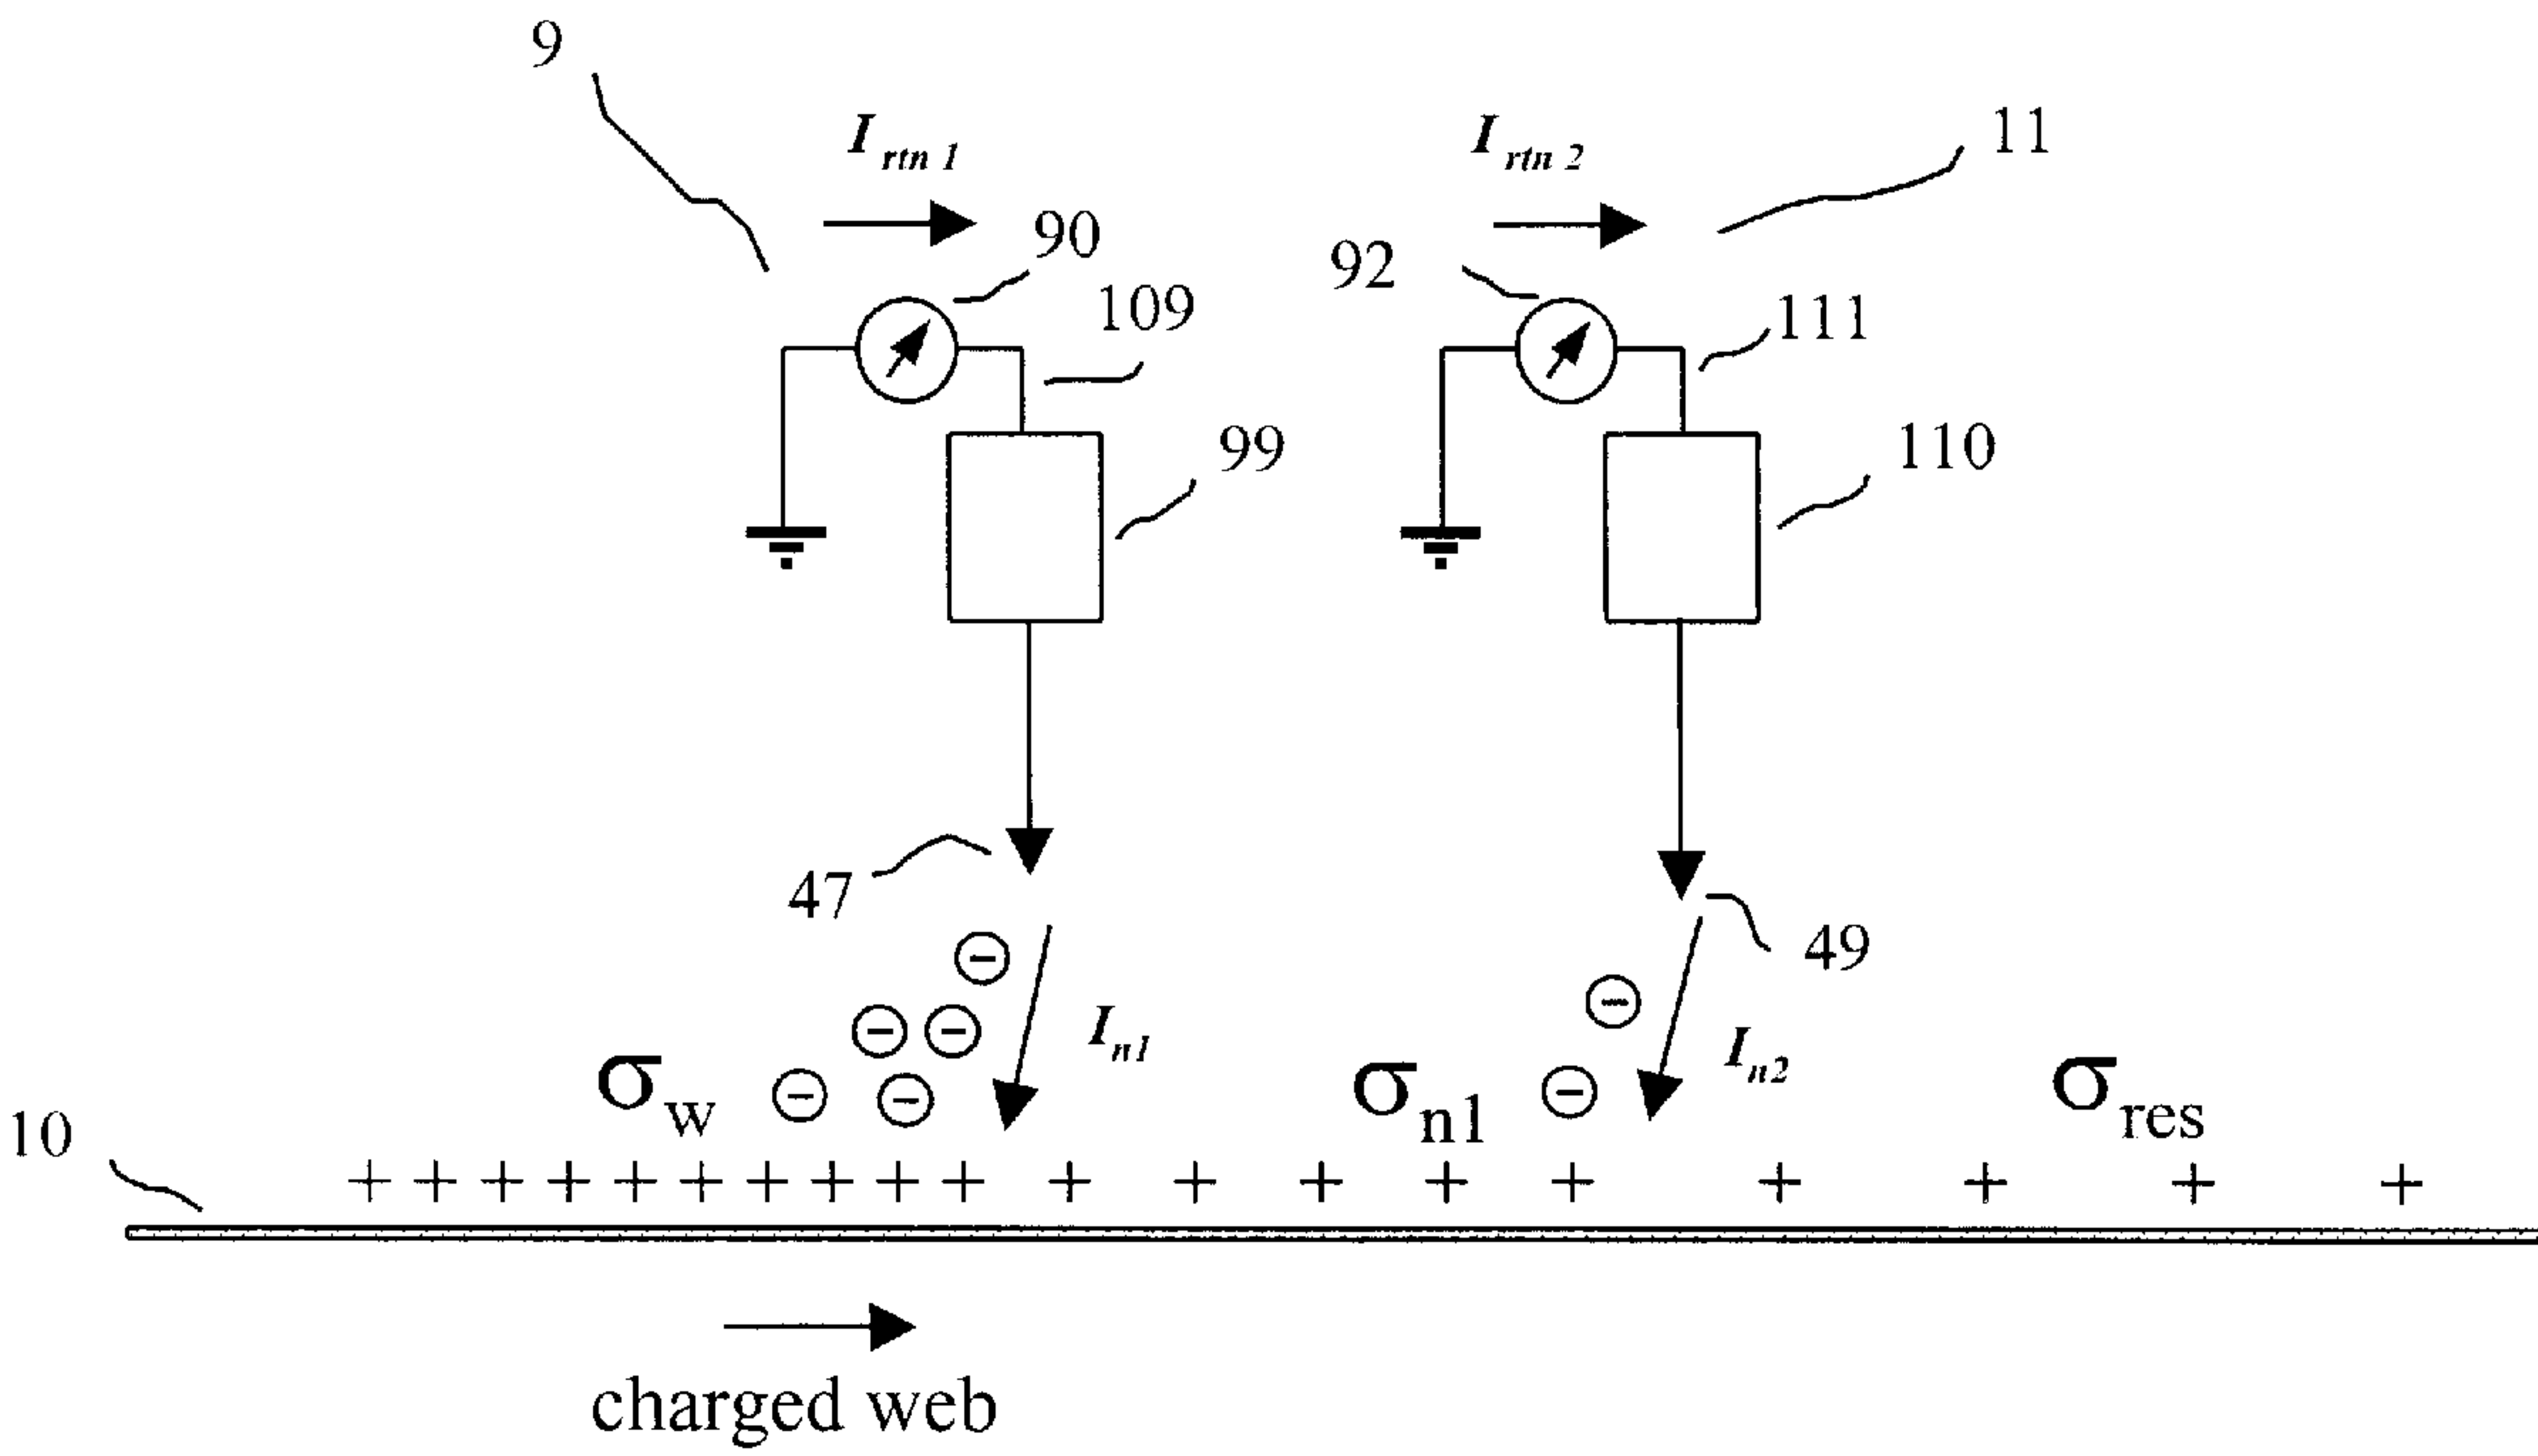 9
I rtn 1
I rtn 2
11
90
92
109
111
99
110
47
49
I n1
I n2
σw
σn1
σres
10
+ + + + + + + + + + + + + + + + + + +
charged web